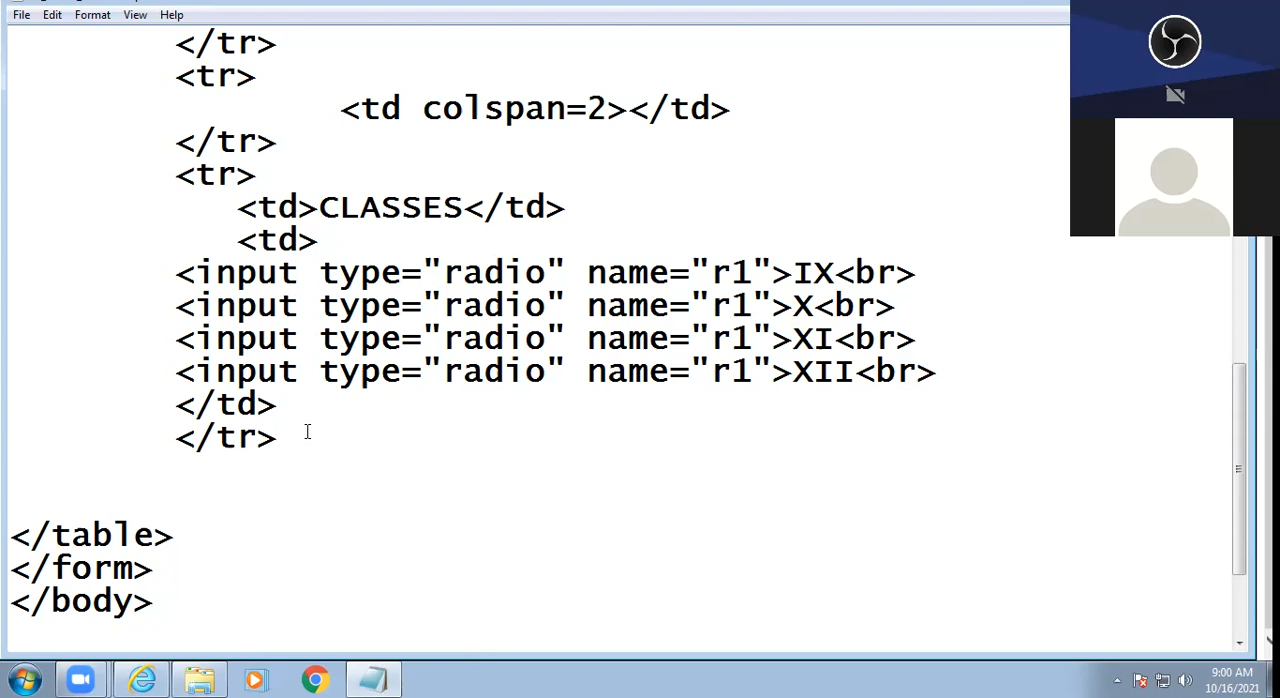 File Edit Format View Help
</tr>
<tr>
<td colspan=2></td>
</tr>
<tr>
<td>CLASSES</td>
<td>
<input type="radio" name="r1">IX<br>
<input type="radio" name="r1">X<br>
<input type="radio" name="r1">XI<br>
<input type="radio" name="r1">XII<br>
</td>
</tr>
</table>
</form>
</body>
9:00 AM
10/16/2021